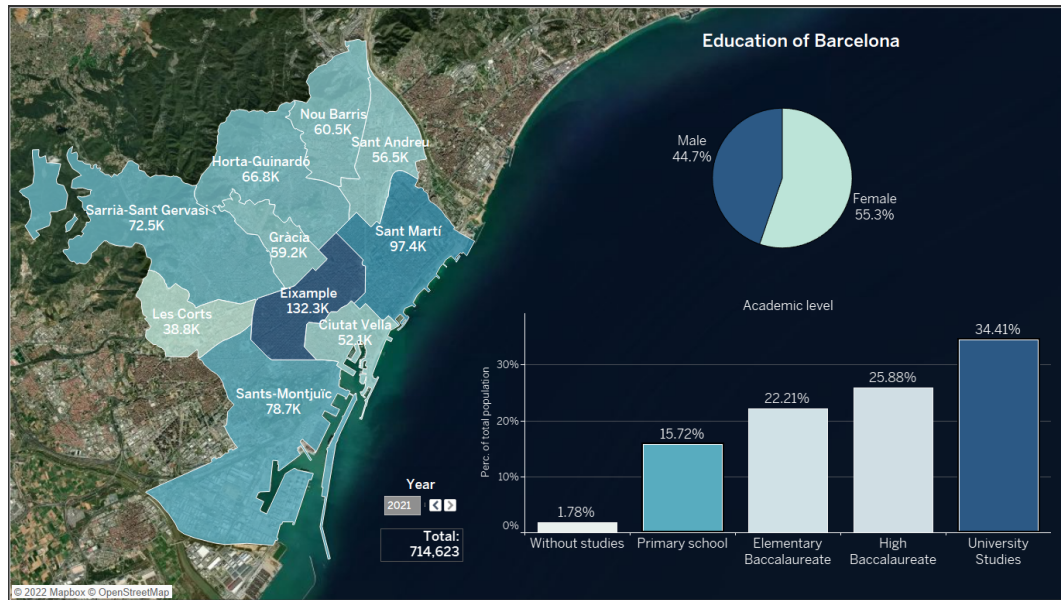 Education of Barcelona
Nou Barris
60.5K
Sant Andreu
56.5K
Horta-Guinardó
66.8K
Sarrià-Sant Gervasi
72.5K
Gràcia
59.2K
Sant Martí
97.4K
Eixample
132.3K
Les Corts
38.8K
Ciutat Vella
52.1K
Sants-Montjuïc
78.7K
Male
44.7%
Female
55.3%
Academic level
Perc. of total population
30%
20%
10%
0%
1.78%
15.72%
22.21%
25.88%
34.41%
Without studies
Primary school
Elementary
Baccalaureate
High
Baccalaureate
University
Studies
Year
2021
Total:
714,623
© 2022 Mapbox © OpenStreetMap